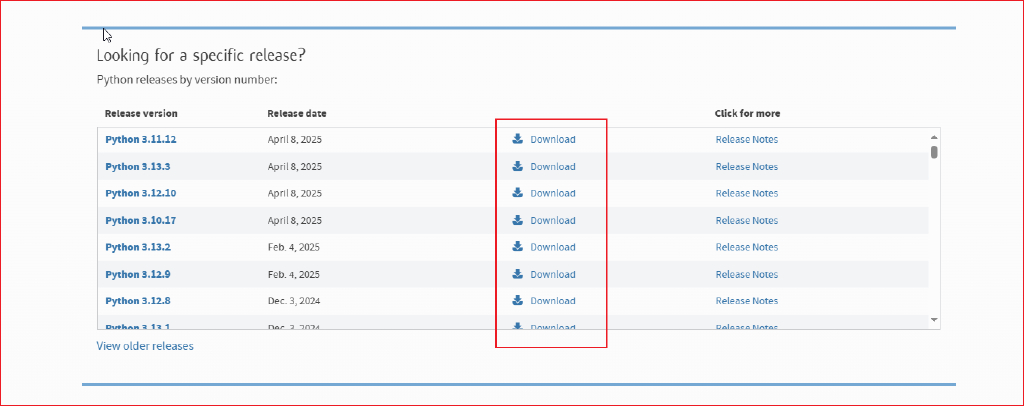 Looking for a specific release?
Python releases by version number:
Release version Release date Click for more
Python 3.11.12 April 8, 2025 Download Release Notes
Python 3.13.3 April 8, 2025 Download Release Notes
Python 3.12.10 April 8, 2025 Download Release Notes
Python 3.10.17 April 8, 2025 Download Release Notes
Python 3.13.2 Feb. 4, 2025 Download Release Notes
Python 3.12.9 Feb. 4, 2025 Download Release Notes
Python 3.12.8 Dec. 3, 2024 Download Release Notes
Python 3.13.1 Dec. 3, 2024 Download Release Notes
View older releases